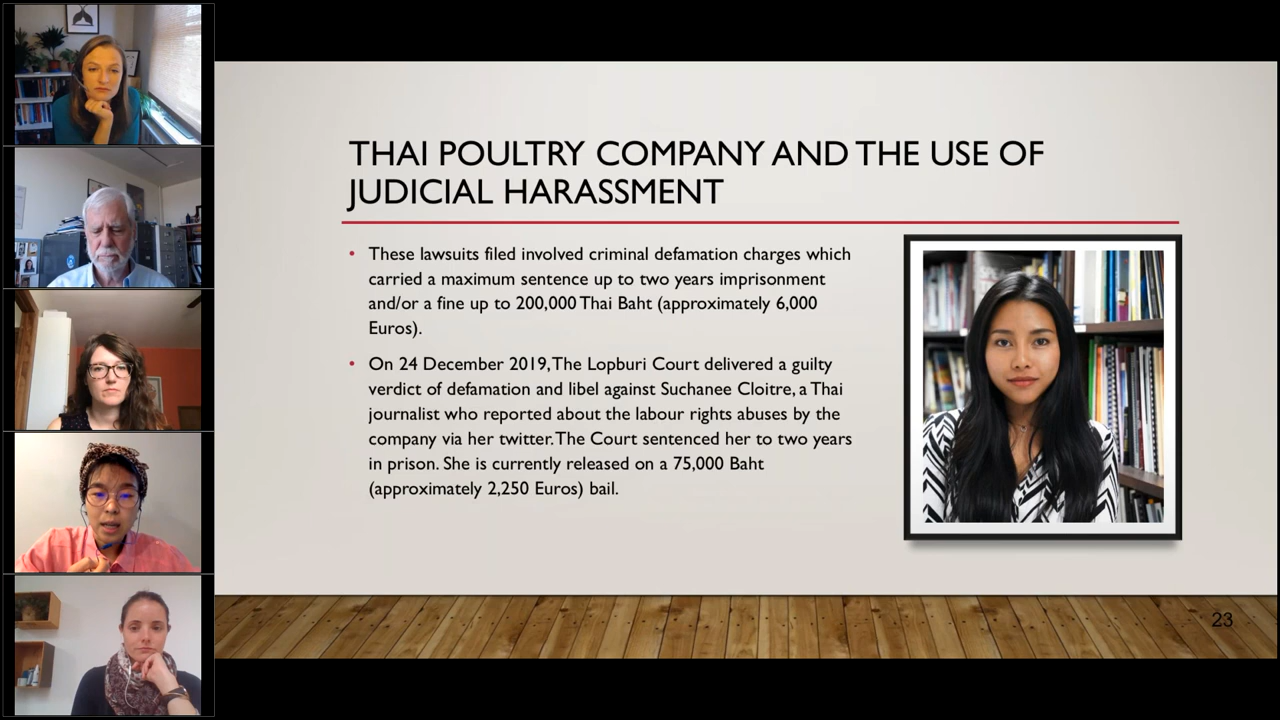 THAI POULTRY COMPANY AND THE USE OF
JUDICIAL HARASSMENT
• These lawsuits filed involved criminal defamation charges which
carried a maximum sentence up to two years imprisonment
and/or a fine up to 200,000 Thai Baht (approximately 6,000
Euros).
• On 24 December 2019, The Lopburi Court delivered a guilty
verdict of defamation and libel against Suchanee Cloitre, a Thai
journalist who reported about the labour rights abuses by the
company via her twitter. The Court sentenced her to two years
in prison. She is currently released on a 75,000 Baht
(approximately 2,250 Euros) bail.
23